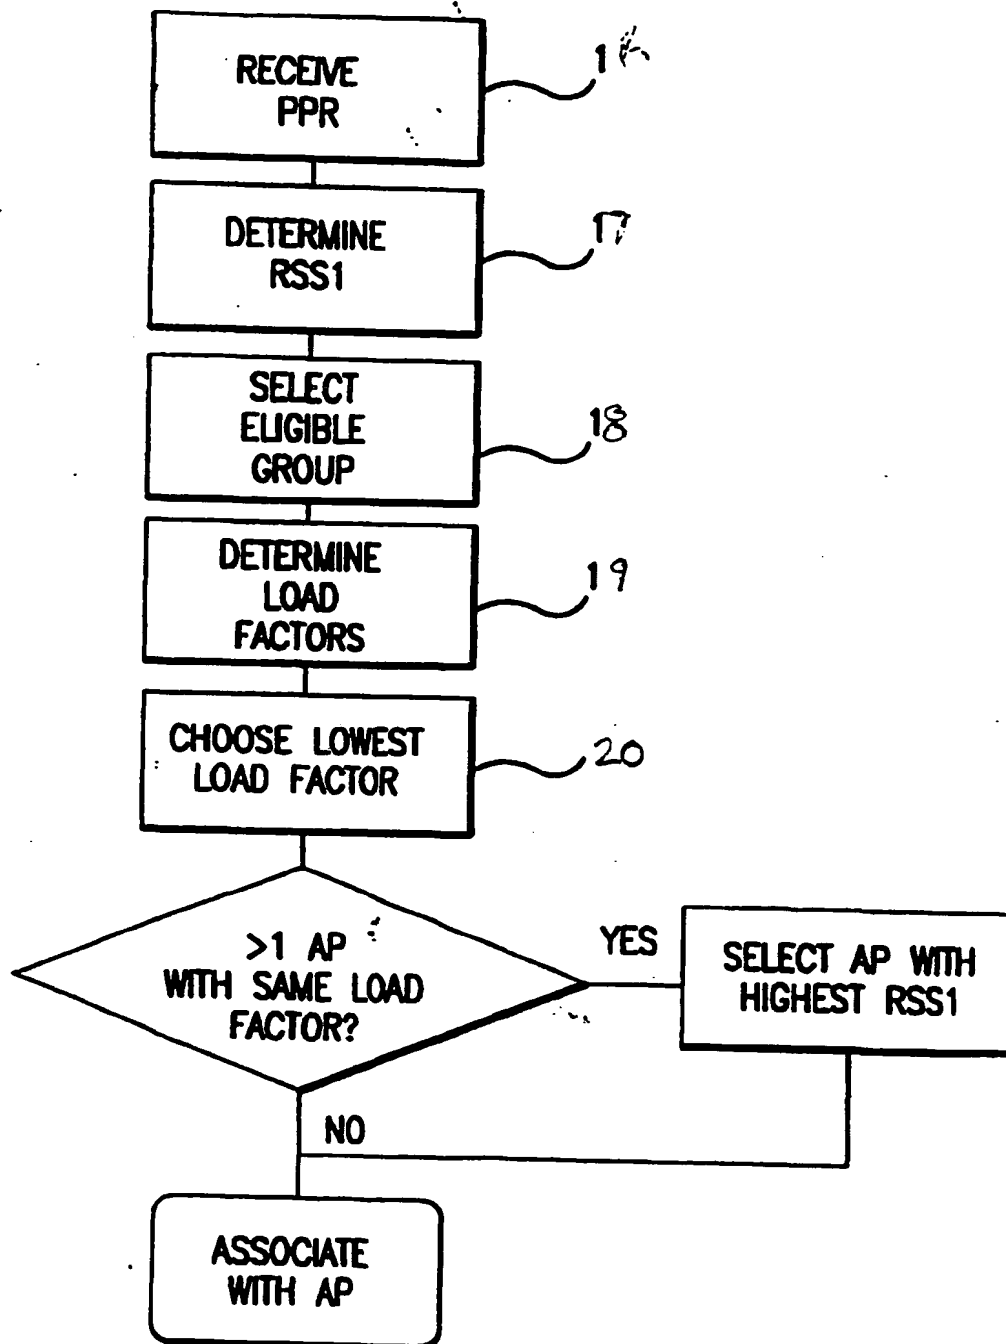 RECEIVE
PPR
DETERMINE
RSS1
17
SELECT
ELIGIBLE
GROUP
18
DETERMINE
LOAD
FACTORS
19
CHOOSE LOWEST
LOAD FACTOR
20
>1 AP
WITH SAME LOAD
FACTOR?
YES
SELECT AP WITH
HIGHEST RSS1
NO
ASSOCIATE
WITH AP